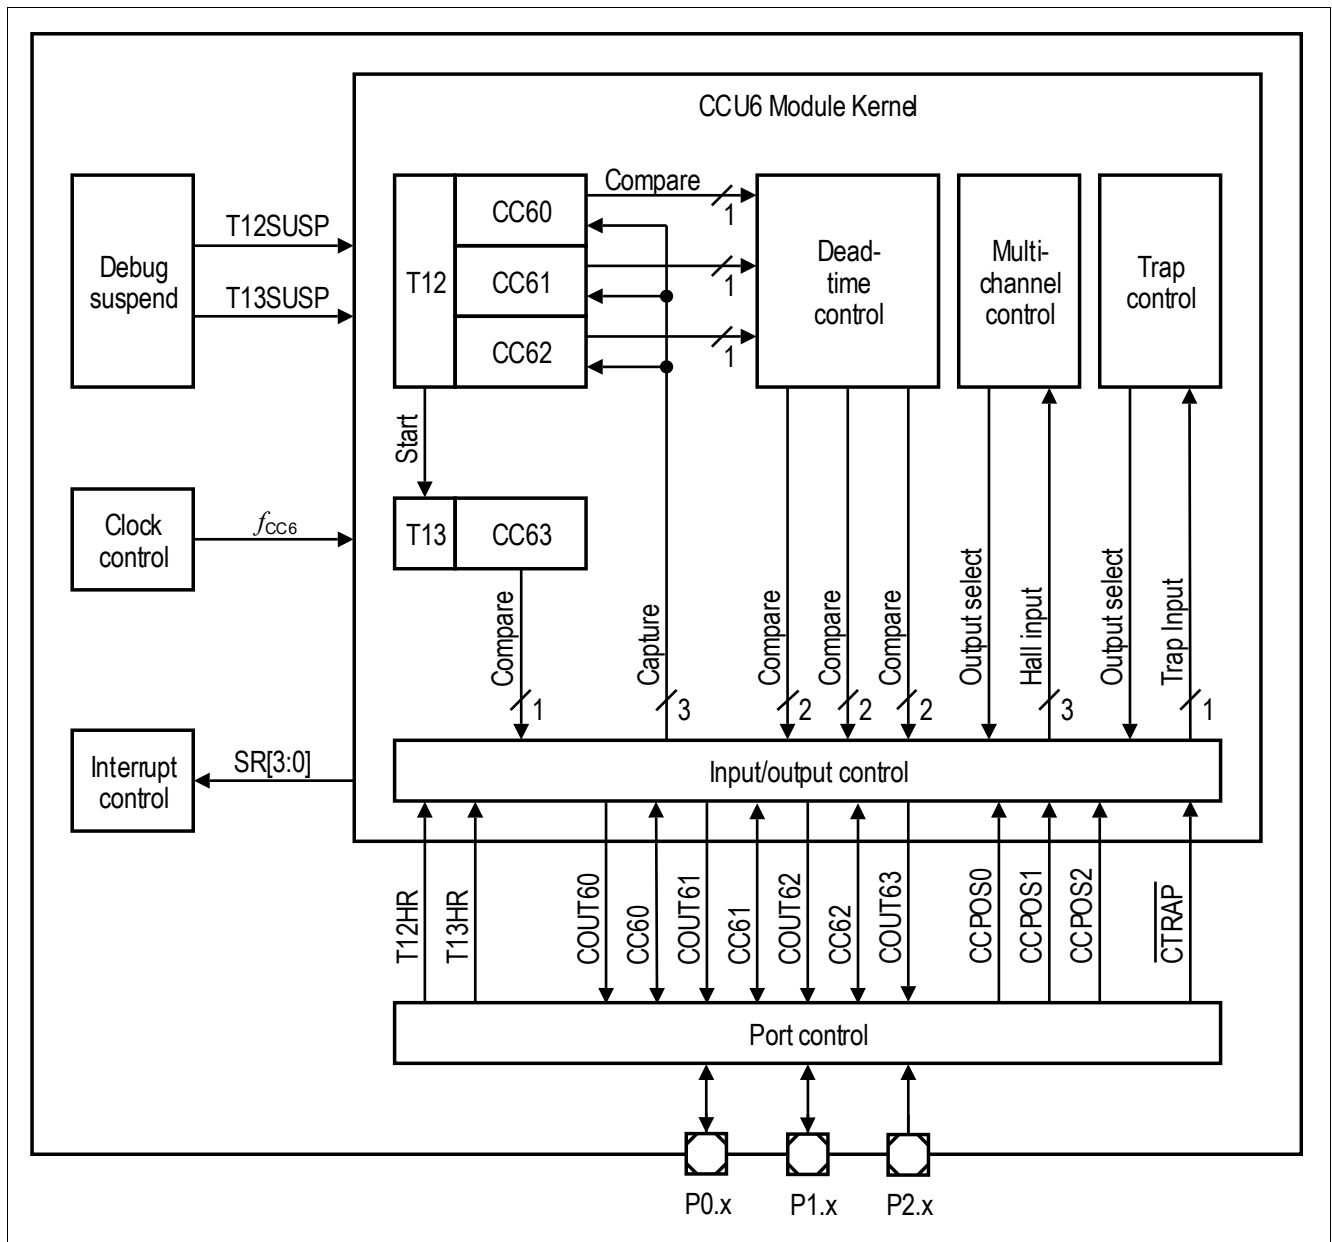 CCU6 Module Kernel
Debug
suspend
T12SUSP
T13SUSP
T12
CC60
CC61
CC62
Compare
1
1
1
Dead-
time
control
Multi-
channel
control
Trap
control
Start
T13
CC63
Clock
control
fCC6
Compare
1
Capture
3
Compare
2
Compare
2
Compare
2
Output select
Hall input
3
Output select
Trap Input
1
Interrupt
control
SR[3:0]
Input/output control
T12HR
T13HR
COUT60
CC60
COUT61
CC61
COUT62
CC62
COUT63
CCPOS0
CCPOS1
CCPOS2
CTRAP
Port control
P0.x
P1.x
P2.x